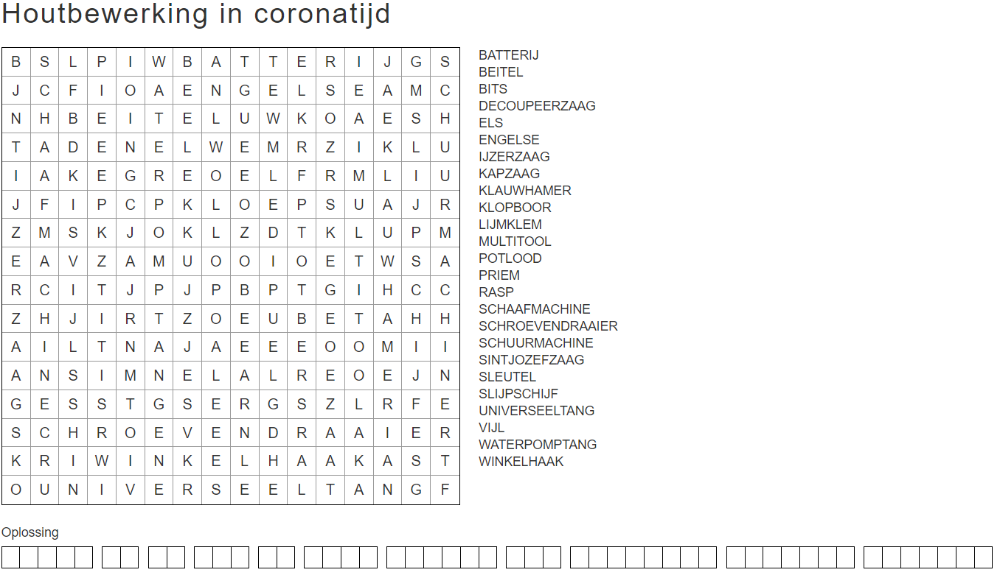 Houtbewerking in coronatijd
B S L P I W B A T T E R I J G S
J C F I O A E N G E L S E A M C
N H B E I T E L U W K O A E S H
T A D E N E L W E M R Z I K L U
I A K E G R E O E L F R M L I U
J F I P C P K L O E P S U A J R
Z M S K J O K L Z D T K L U P M
E A V Z A M U O O I O E T W S A
R C I T J P J P B P T G I H C C
Z H J I R T Z O E U B E T A H H
A I L T N A J A E E E O O M I I
A N S I M N E L A L R E O E J N
G E S S T G S E R G S Z L R F E
S C H R O E V E N D R A A I E R
K R I W I N K E L H A A K A S T
O U N I V E R S E E L T A N G F
BATTERIJ
BEITEL
BITS
DECOUPEERZAAG
ELS
ENGELSE
IJZERZAAG
KAPZAAG
KLAUWHAMER
KLOPBOOR
LIJMKLEM
MULTITOOL
POTLOOD
PRIEM
RASP
SCHAAFMACHINE
SCHROEVENDRAAIER
SCHUURMACHINE
SINTJOZEFZAAG
SLEUTEL
SLIJPSCHIJF
UNIVERSEELTANG
VIJL
WATERPOMPTANG
WINKELHAAK
Oplossing